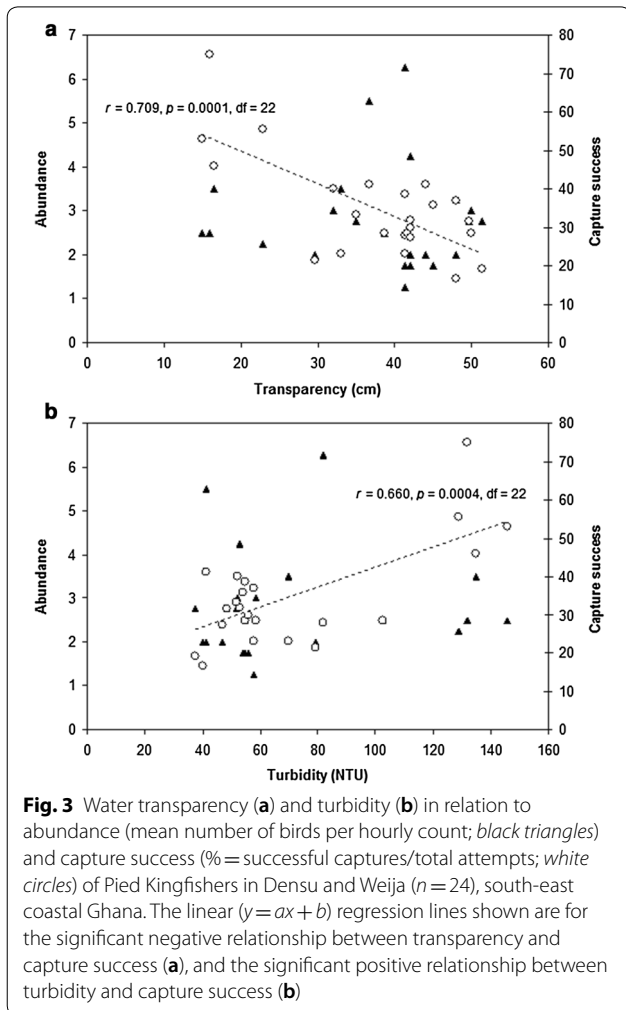 a
7
6
5
4
3
2
1
0
Abundance
80
70
60
50
40
30
20
10
0
Capture success
r = 0.709, p = 0.0001, df = 22
0 10 20 30 40 50 60
Transparency (cm)
b
7
6
5
4
3
2
1
0
Abundance
80
70
60
50
40
30
20
10
0
Capture success
r = 0.660, p = 0.0004, df = 22
0 20 40 60 80 100 120 140 160
Turbidity (NTU)
Fig. 3 Water transparency (a) and turbidity (b) in relation to
abundance (mean number of birds per hourly count; black triangles)
and capture success (% = successful captures/total attempts; white
circles) of Pied Kingfishers in Densu and Weija (n = 24), south-east
coastal Ghana. The linear (y = ax + b) regression lines shown are for
the significant negative relationship between transparency and
capture success (a), and the significant positive relationship between
turbidity and capture success (b)